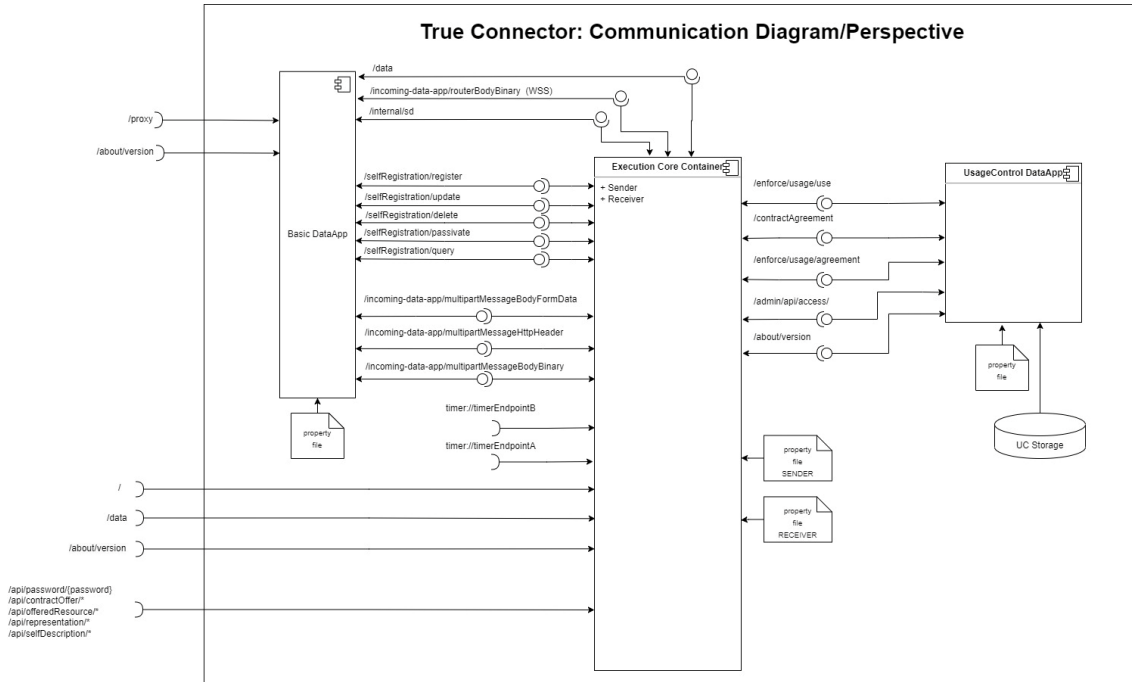 True Connector: Communication Diagram/Perspective
/data
/incoming-data-app/routerBodyBinary (WSS)
/internal/sd
/proxy
/about/version
Execution Core Container
+ Sender
+ Receiver
UsageControl DataApp
/selfRegistration/register
/selfRegistration/update
/selfRegistration/delete
/selfRegistration/passivate
/selfRegistration/query
Basic DataApp
/enforce/usage/use
/contractAgreement
/enforce/usage/agreement
/admin/api/access/
/about/version
/incoming-data-app/multipartMessageBodyFormData
/incoming-data-app/multipartMessageHttpHeader
/incoming-data-app/multipartMessageBodyBinary
property
file
property
file
UC Storage
timer://timerEndpointB
timer://timerEndpointA
property
file
SENDER
property
file
RECEIVER
/
/data
/about/version
/api/password/{password}
/api/contractOffer/*
/api/offeredResource/*
/api/representation/*
/api/selfDescription/*